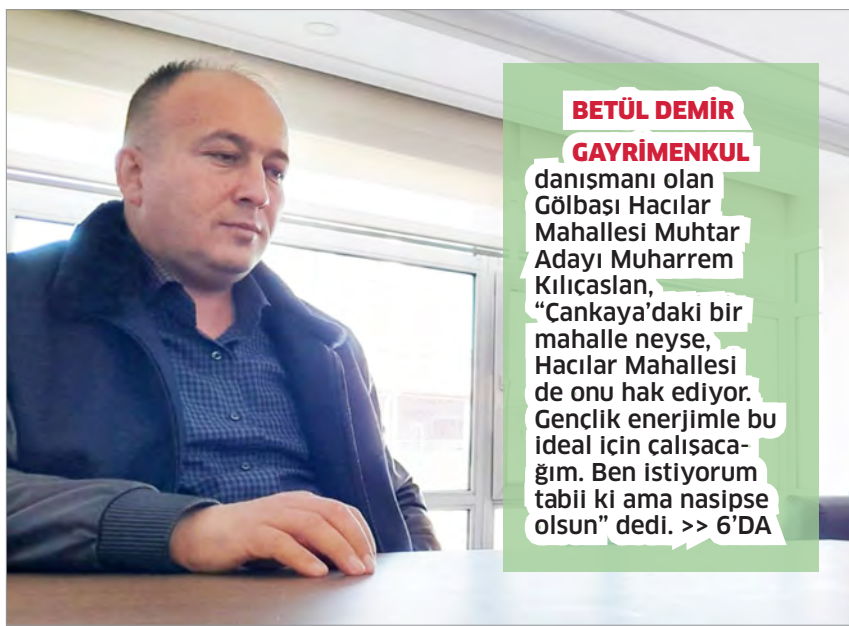 BETÜL DEMİR
GAYRİMENKUL
danışmanı olan
Gölbaşı Hacılar
Mahallesi Muhtar
Adayı Muharrem
Kılıçaslan,
“Çankaya’daki bir
mahalle neyse,
Hacılar Mahallesi
de onu hak ediyor.
Gençlik enerjimle bu
ideal için çalışaca-
ğım. Ben istiyorum
tabii ki ama nasipse
olsun” dedi. >> 6’DA